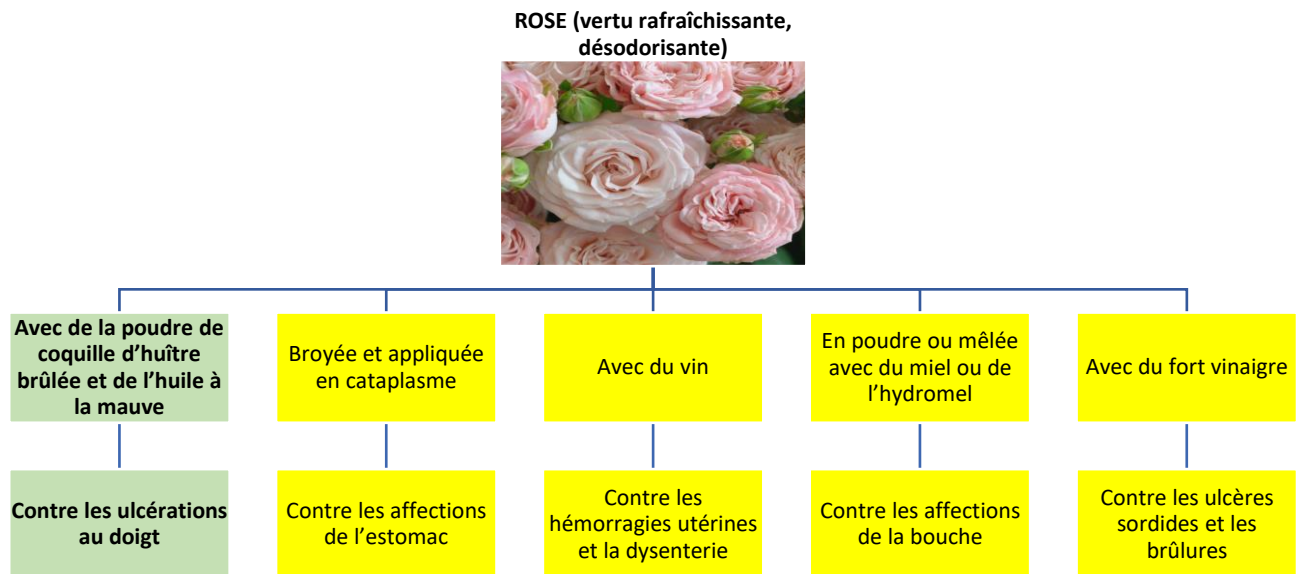 ROSE (vertu rafraîchissante,
désodorisante)
Avec de la poudre de
coquille d’huître
brûlée et de l’huile à
la mauve
Broyée et appliquée
en cataplasme
Avec du vin
En poudre ou mêlée
avec du miel ou de
l’hydromel
Avec du fort vinaigre
Contre les ulcérations
au doigt
Contre les affections
de l’estomac
Contre les
hémorragies utérines
et la dysenterie
Contre les affections
de la bouche
Contre les ulcères
sordides et les
brûlures